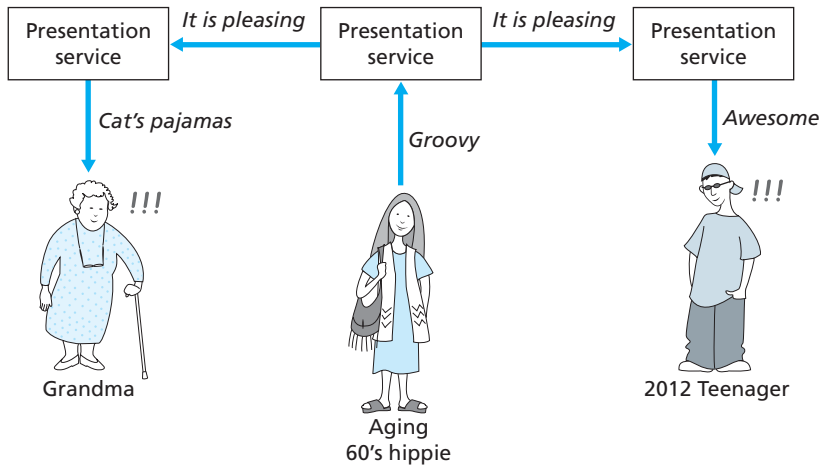 It is pleasing
It is pleasing
Presentation
service
Presentation
service
Presentation
service
Cat's pajamas
Groovy
Awesome
!!!
!!!
Grandma
Aging
60's hippie
2012 Teenager